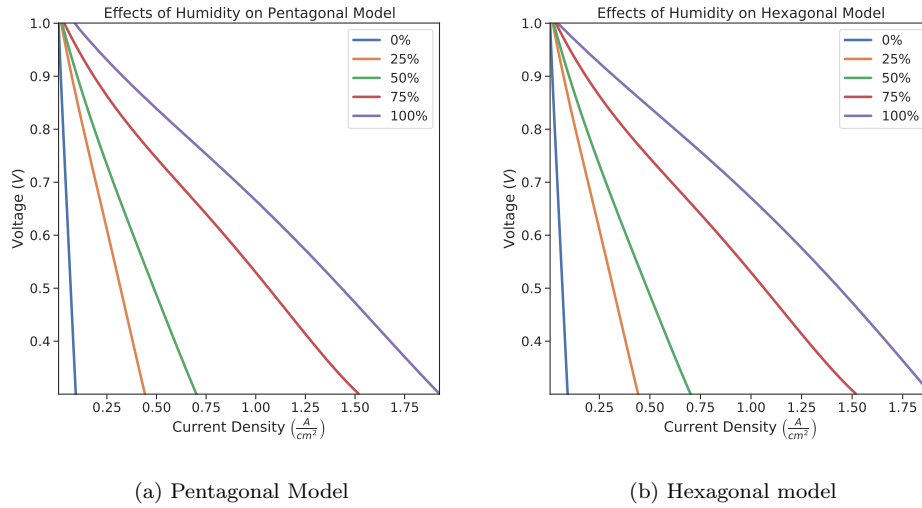 Effects of Humidity on Pentagonal Model
1.0
0.9
0.8
0.7
0.6
0.5
0.4
Voltage (V)
0%
25%
50%
75%
100%
0.25 0.50 0.75 1.00 1.25 1.50 1.75
Current Density (A/cm²)
(a) Pentagonal Model
Effects of Humidity on Hexagonal Model
1.0
0.9
0.8
0.7
0.6
0.5
0.4
Voltage (V)
0%
25%
50%
75%
100%
0.25 0.50 0.75 1.00 1.25 1.50 1.75
Current Density (A/cm²)
(b) Hexagonal model